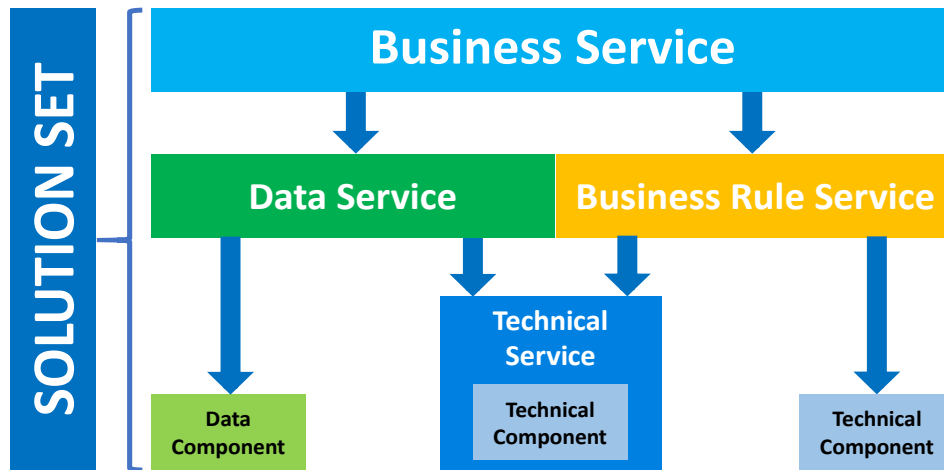 SOLUTION SET
Business Service
Data Service
Business Rule Service
Technical
Service
Data
Component
Technical
Component
Technical
Component